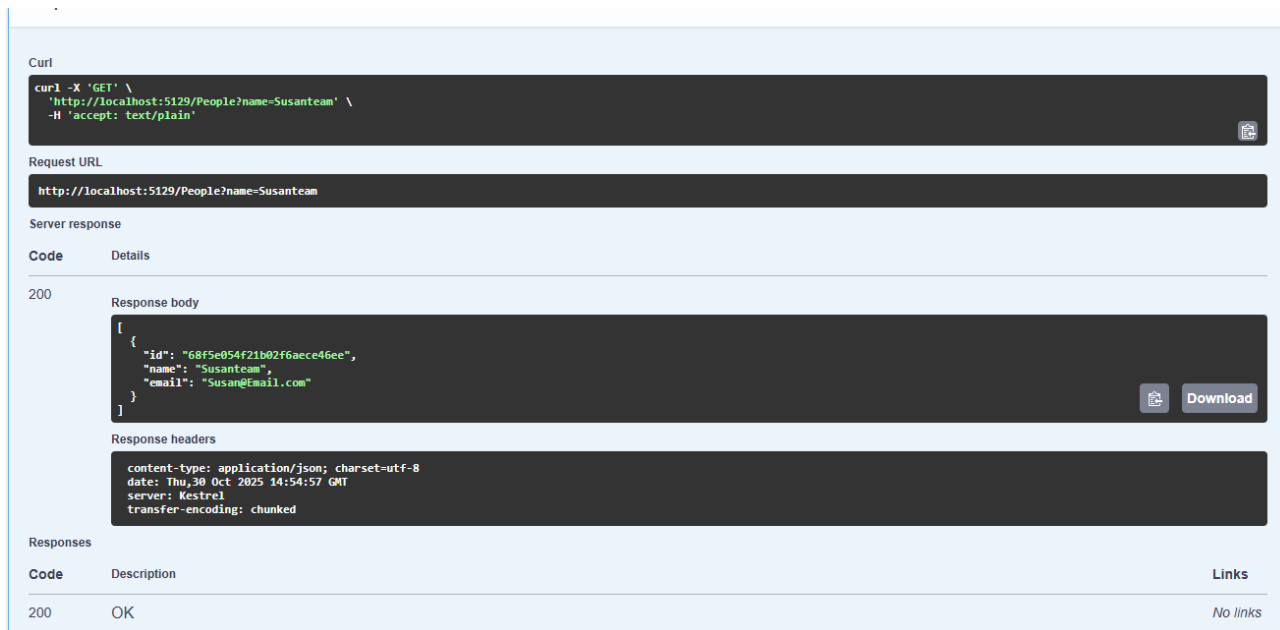 Curl
curl -X 'GET' \
'http://localhost:5129/People?name=Susanteam' \
-H 'accept: text/plain'
Request URL
http://localhost:5129/People?name=Susanteam
Server response
Code Details
200
Response body
[
{
"id": "68f5e054f21b02f6aece46ee",
"name": "Susanteam",
"email": "Susan@Email.com"
}
]
Download
Response headers
content-type: application/json; charset=utf-8
date: Thu,30 Oct 2025 14:54:57 GMT
server: Kestrel
transfer-encoding: chunked
Responses
Code Description Links
200 OK No links